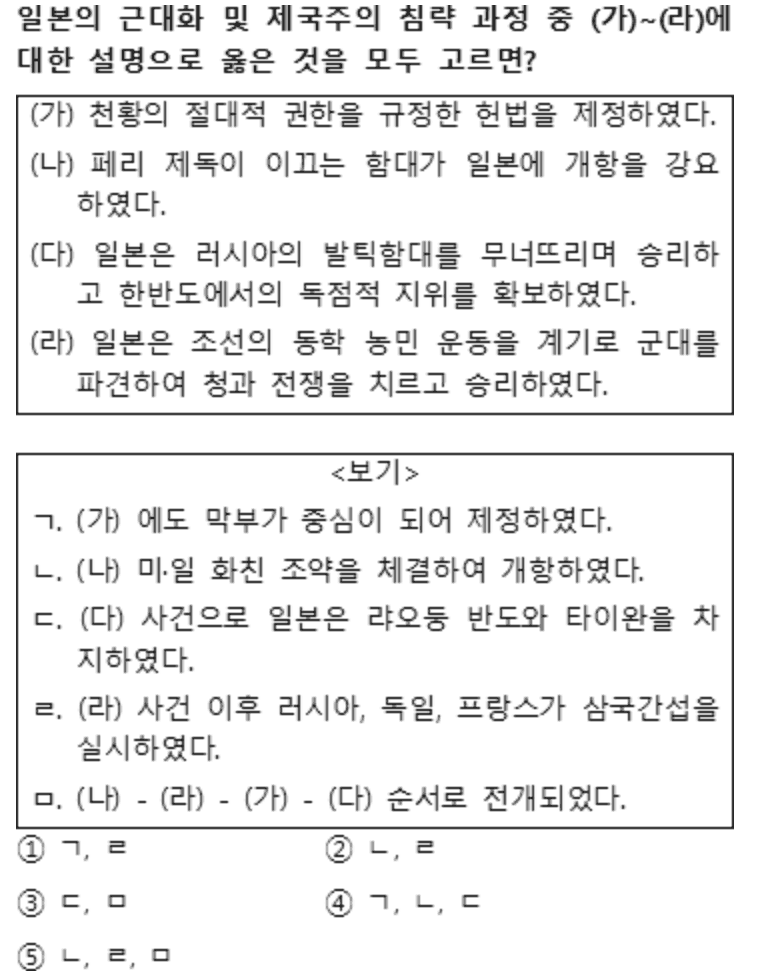 일본의 근대화 및 제국주의 침략 과정 중 (가)~(라)에
대한 설명으로 옳은 것을 모두 고르면?
(가) 천황의 절대적 권한을 규정한 헌법을 제정하였다.
(나) 페리 제독이 이끄는 함대가 일본에 개항을 강요
하였다.
(다) 일본은 러시아의 발틱함대를 무너뜨리며 승리하
고 한반도에서의 독점적 지위를 확보하였다.
(라) 일본은 조선의 동학 농민 운동을 계기로 군대를
파견하여 청과 전쟁을 치르고 승리하였다.
<보기>
ㄱ. (가) 에도 막부가 중심이 되어 제정하였다.
ㄴ. (나) 미·일 화친 조약을 체결하여 개항하였다.
ㄷ. (다) 사건으로 일본은 랴오둥 반도와 타이완을 차
지하였다.
ㄹ. (라) 사건 이후 러시아, 독일, 프랑스가 삼국간섭을
실시하였다.
ㅁ. (나) - (라) - (가) - (다) 순서로 전개되었다.
① ㄱ, ㄹ ② ㄴ, ㄹ
③ ㄷ, ㅁ ④ ㄱ, ㄴ, ㄷ
⑤ ㄴ, ㄹ, ㅁ